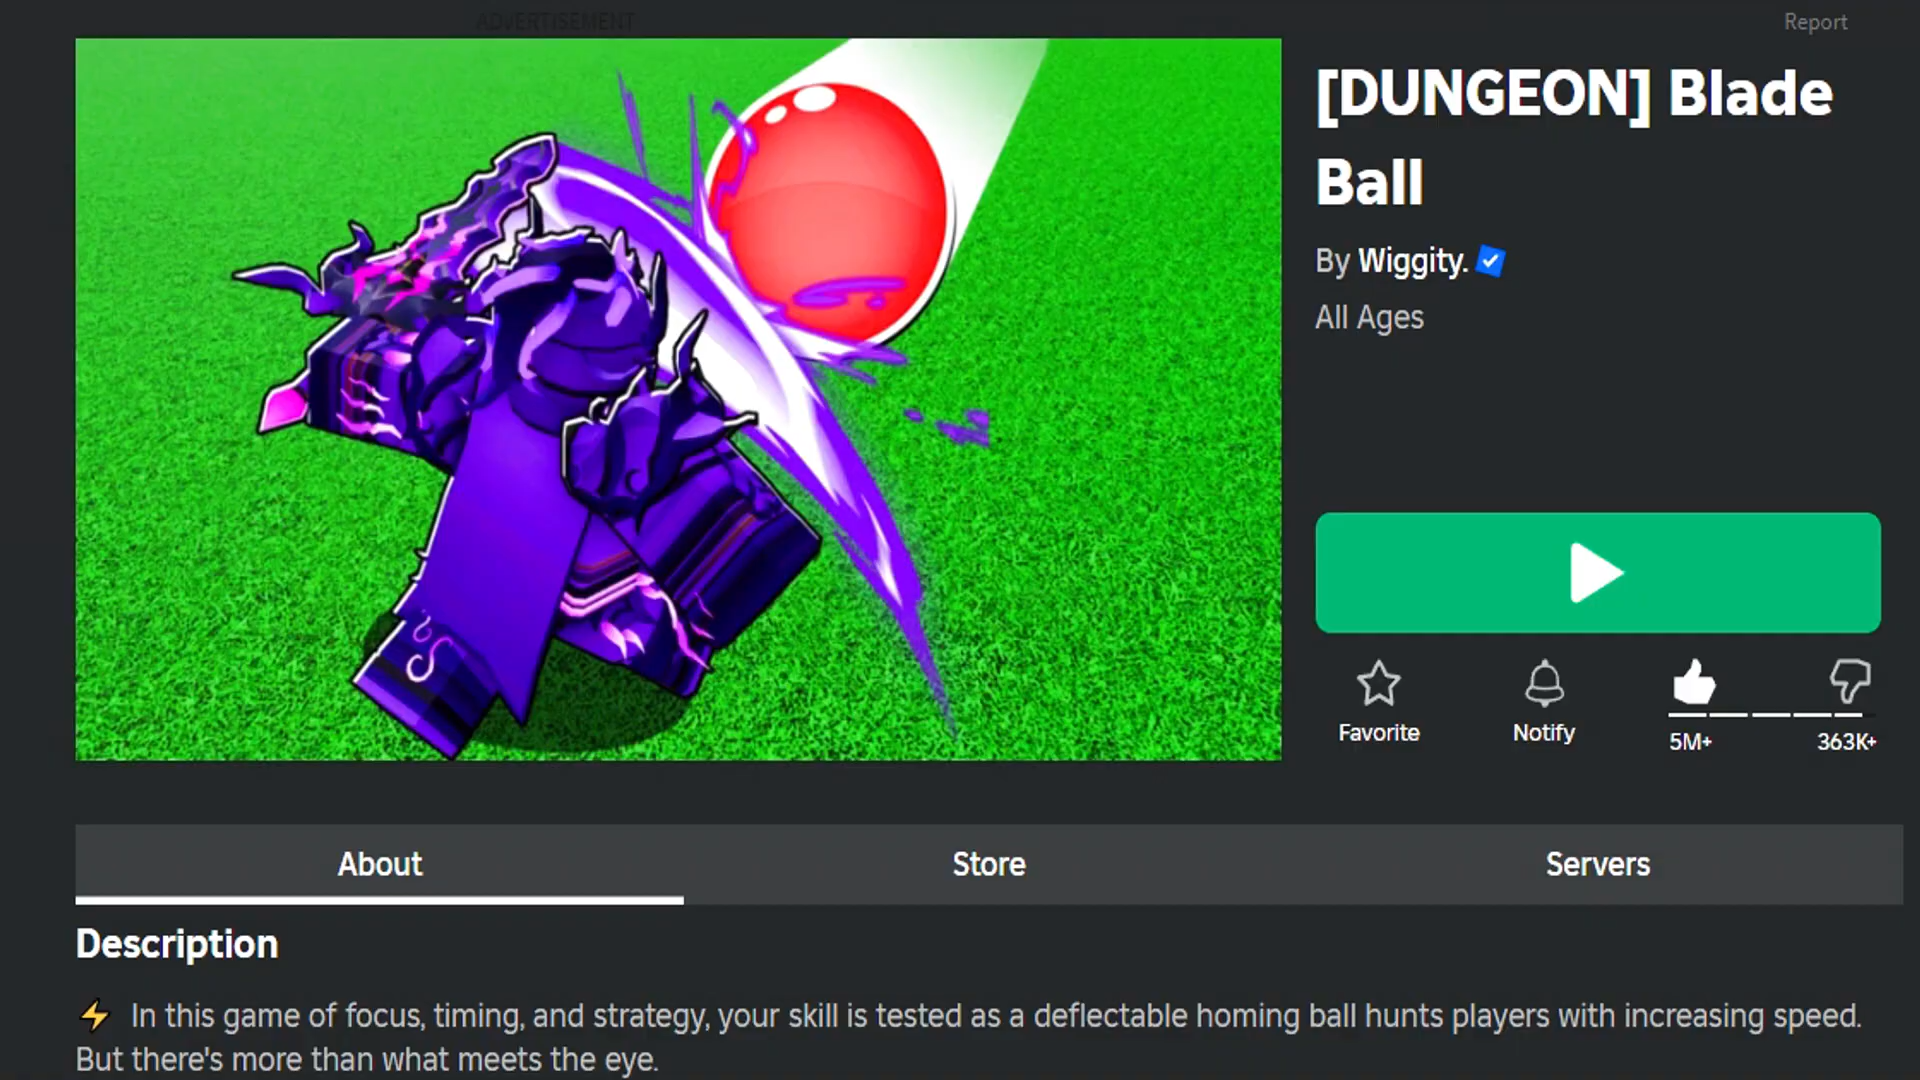 ADVERTISEMENT
Report
[DUNGEON] Blade
Ball
By Wiggity.
All Ages
Favorite
Notify
5M+
363K+
About
Store
Servers
Description
⚡ In this game of focus, timing, and strategy, your skill is tested as a deflectable homing ball hunts players with increasing speed.
But there's more than what meets the eye.